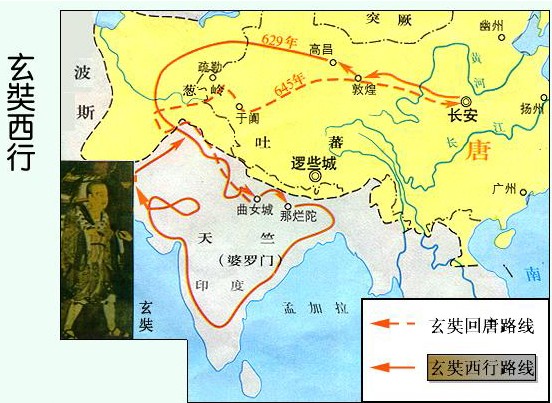 玄奘西行
突厥
幽州
629年
高昌
黄河
波斯
疏勒
葱岭
645年
敦煌
长安
扬州
于阗
吐蕃
长江
唐
逻些城
广州
曲女城
那烂陀
天竺
(婆罗门)
印度
南
孟加拉
玄奘
玄奘回唐路线
玄奘西行路线